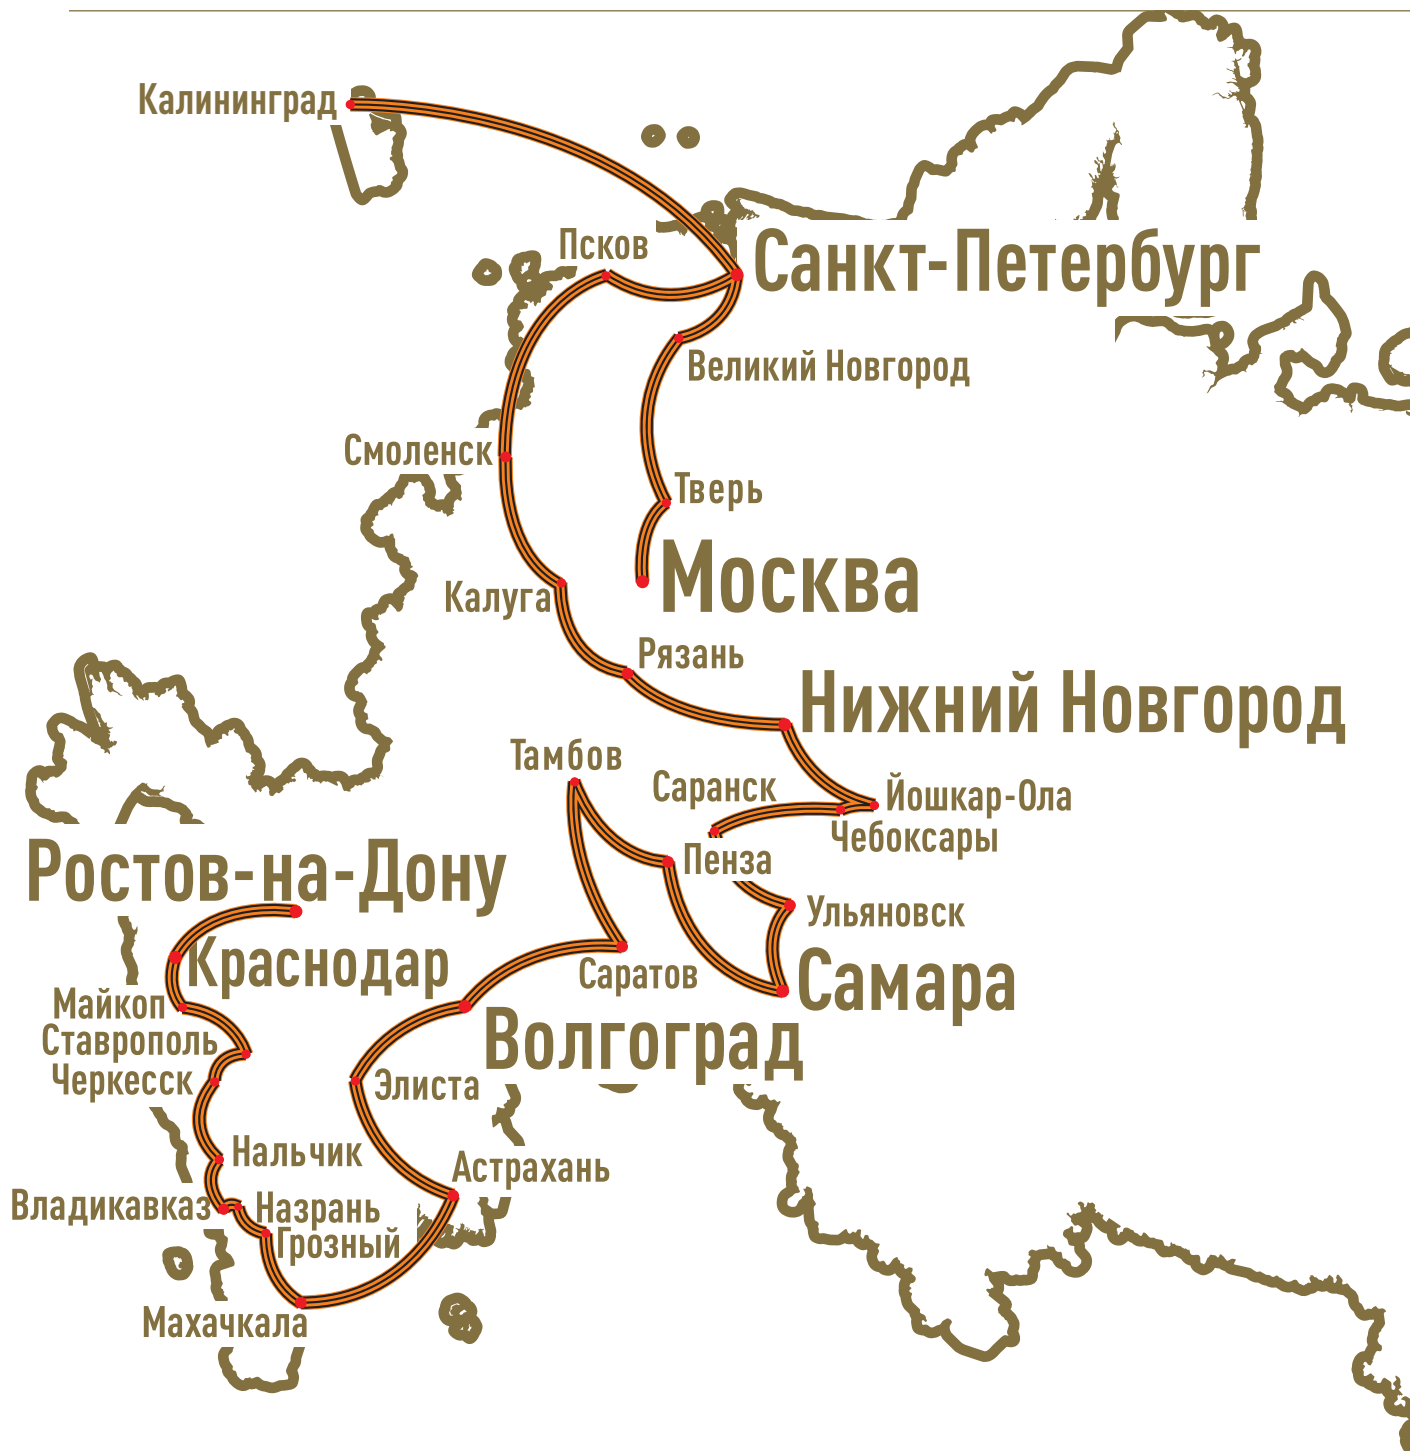 Калининград
Псков
Санкт-Петербург
Великий Новгород
Смоленск
Тверь
Москва
Калуга
Рязань
Нижний Новгород
Тамбов
Саранск
Йошкар-Ола
Чебоксары
Пенза
Ростов-на-Дону
Ульяновск
Краснодар
Саратов
Самара
Майкоп
Ставрополь
Волгоград
Черкесск
Элиста
Нальчик
Астрахань
Владикавказ
Назрань
Грозный
Махачкала